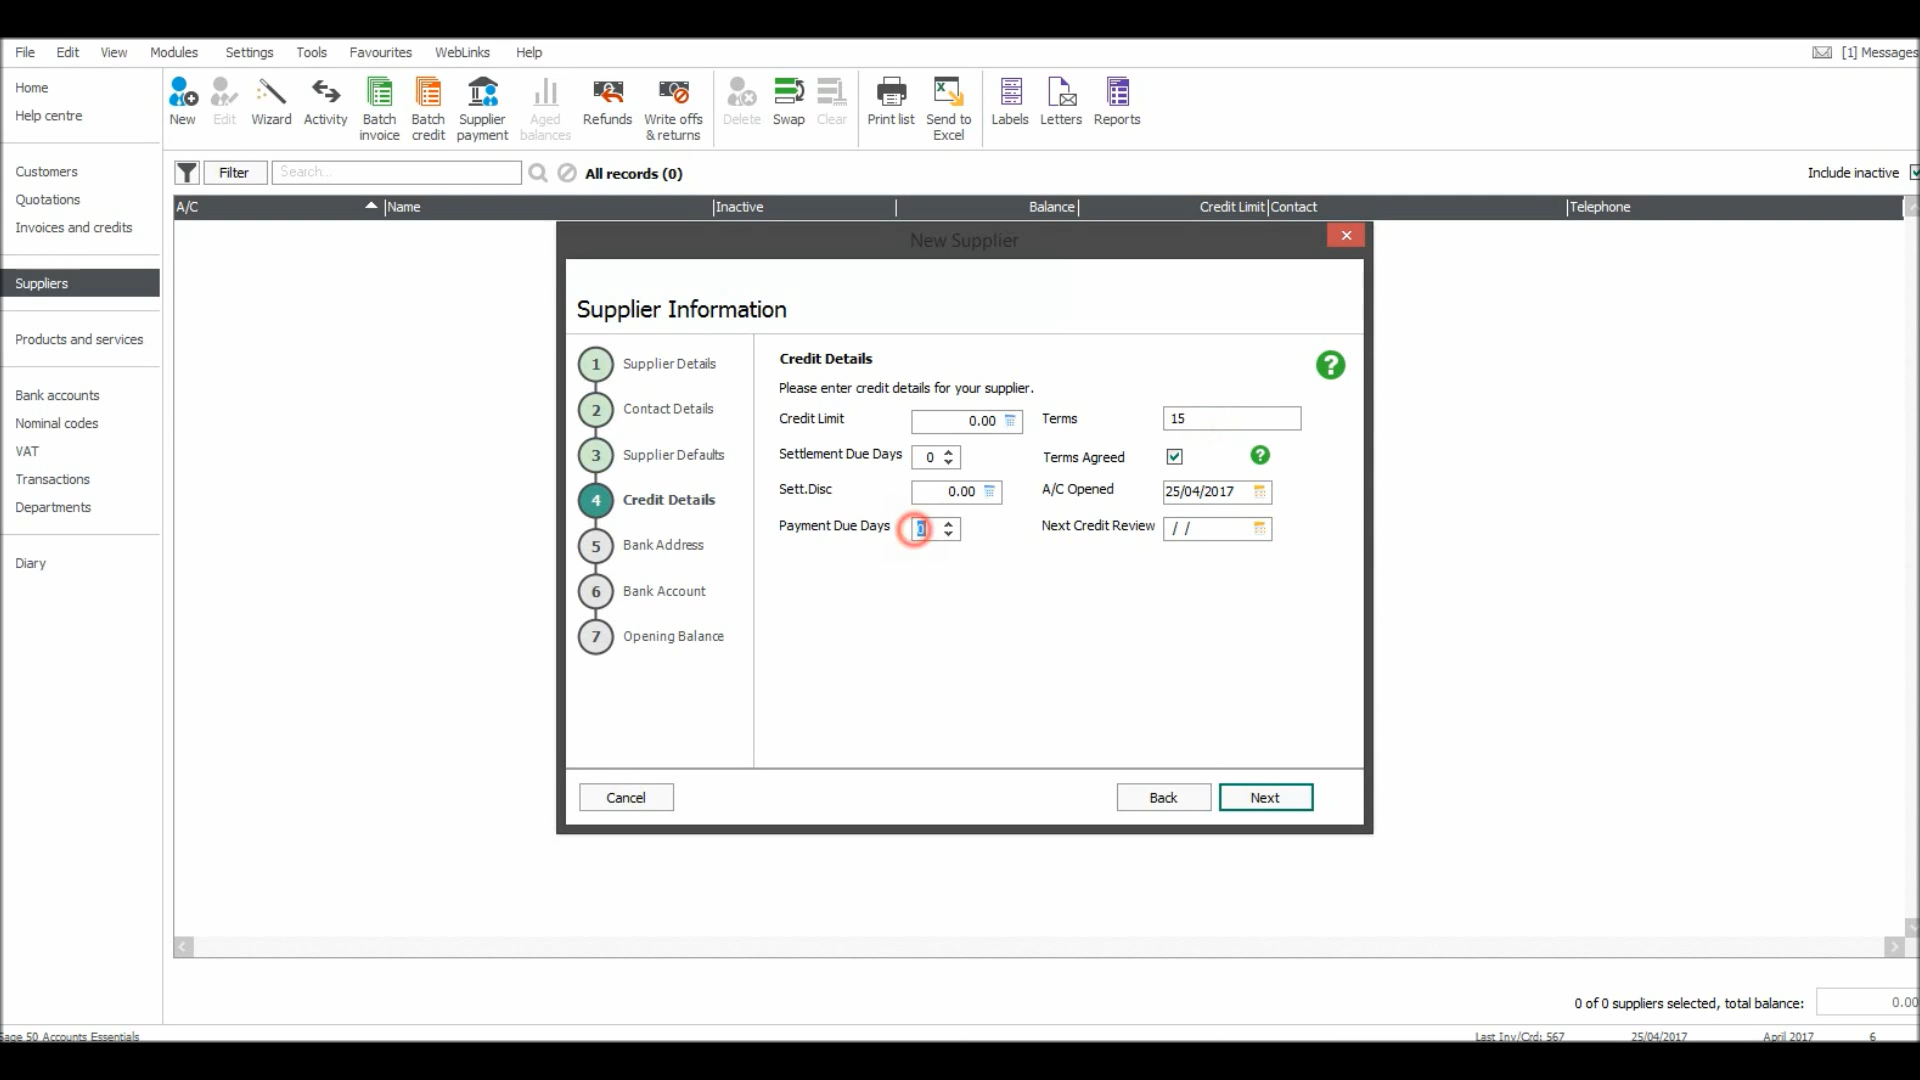 File Edit View Modules Settings Tools Favourites WebLinks Help [1] Messages
Home
Help centre
Customers
Quotations
Invoices and credits
Suppliers
Products and services
Bank accounts
Nominal codes
VAT
Transactions
Departments
Diary
New Edit Wizard Activity Batch invoice Batch credit Supplier payment Aged balances Refunds Write offs & returns Delete Swap Clear Print list Send to Excel Labels Letters Reports
Filter Search... All records (0) Include inactive
A/C Name Inactive Balance Credit Limit Contact Telephone
New Supplier
Supplier Information
1 Supplier Details
2 Contact Details
3 Supplier Defaults
4 Credit Details
5 Bank Address
6 Bank Account
7 Opening Balance
Credit Details
?
Please enter credit details for your supplier.
Credit Limit 0.00 Terms 15
Settlement Due Days 0 Terms Agreed ?
Sett.Disc 0.00 A/C Opened 25/04/2017
Payment Due Days 0 Next Credit Review / /
Cancel Back Next
0 of 0 suppliers selected, total balance: 0.00
Sage 50 Accounts Essentials Last Inv/Crd: 567 25/04/2017 April 2017 6